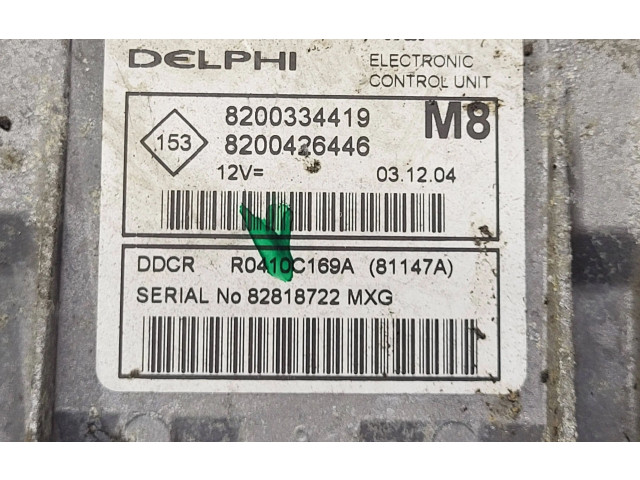 DELPHI
ELECTRONIC
CONTROL UNIT
153
8200334419
8200426446
M8
12V=
03.12.04
DDCR R0410C169A (81147A)
SERIAL No 82818722 MXG